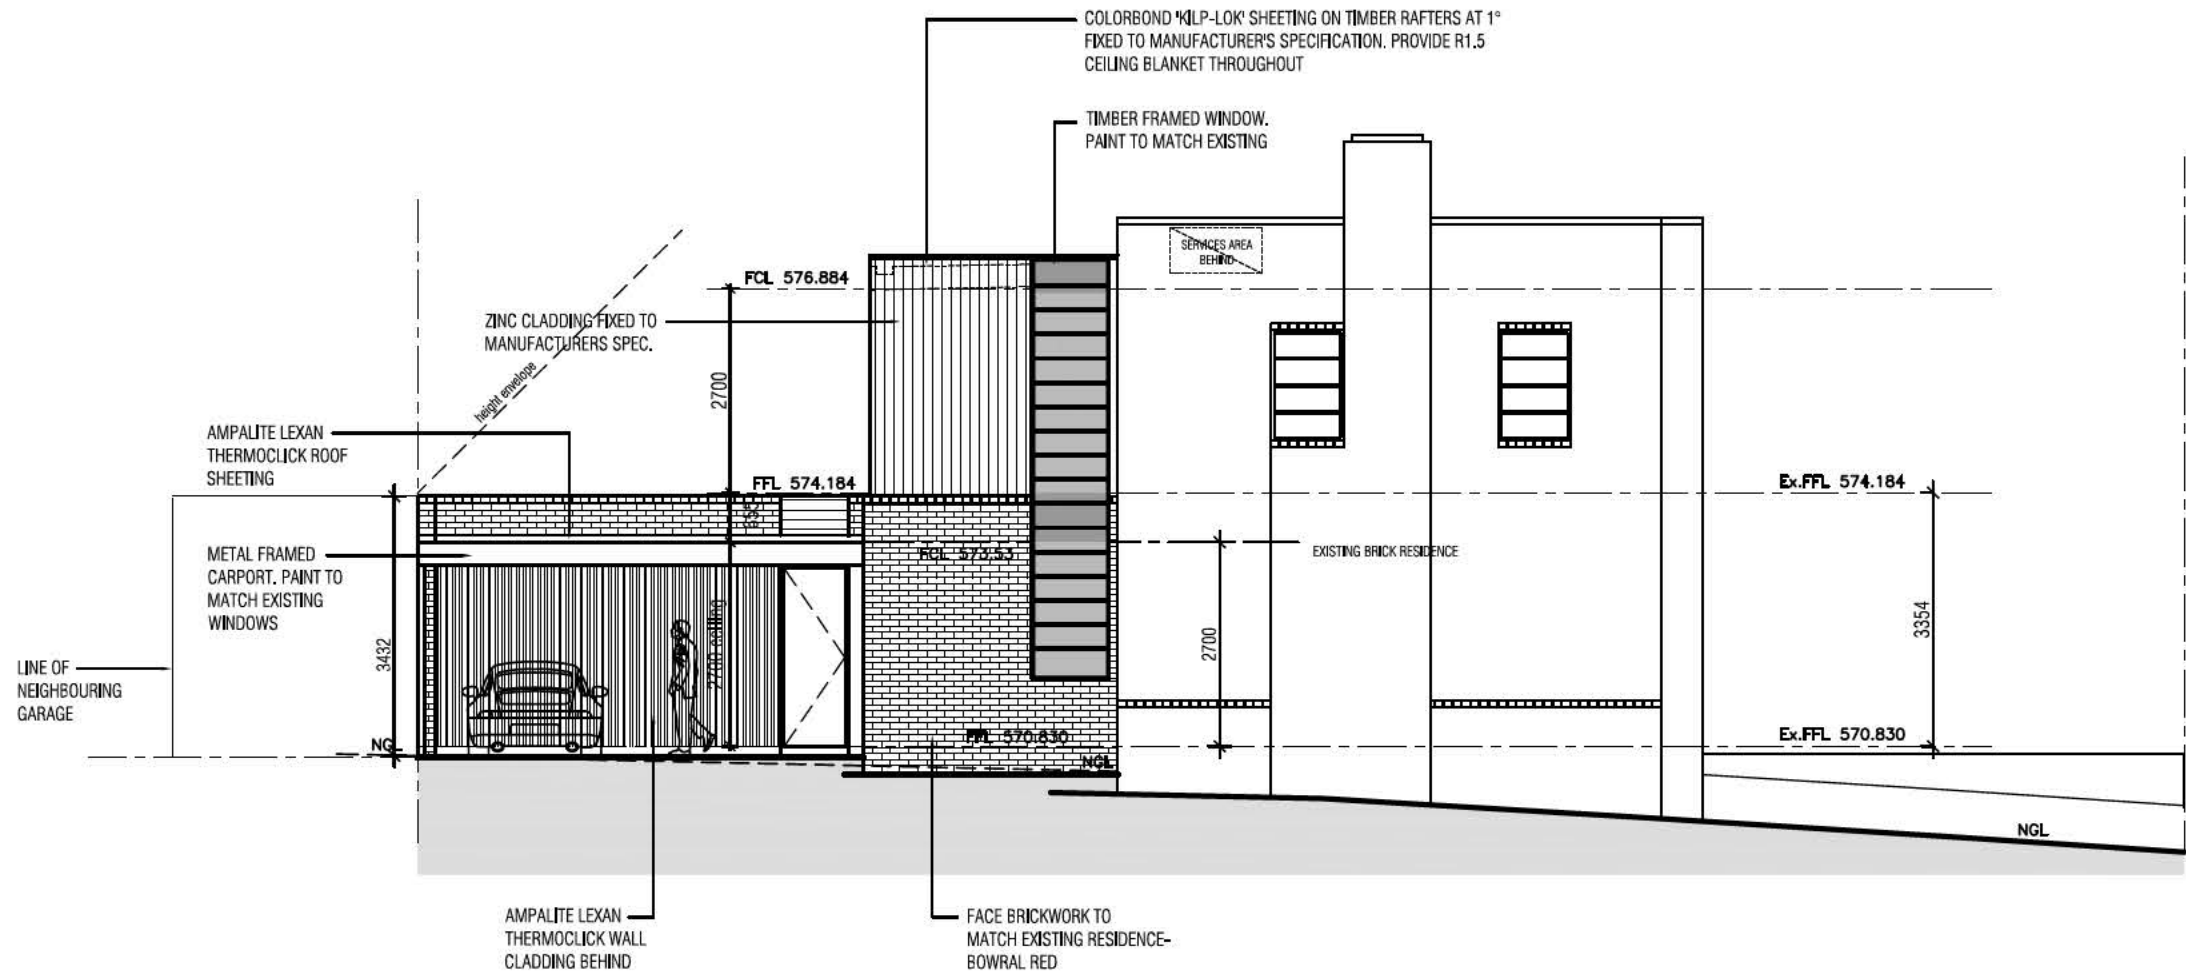 COLORBOND 'KILP-LOK' SHEETING ON TIMBER RAFTERS AT 1°
FIXED TO MANUFACTURER'S SPECIFICATION. PROVIDE R1.5
CEILING BLANKET THROUGHOUT
TIMBER FRAMED WINDOW.
PAINT TO MATCH EXISTING
SERVICES AREA
BEHIND
FCL 576.884
ZINC CLADDING FIXED TO
MANUFACTURERS SPEC.
height envelope
2700
AMPALITE LEXAN
THERMOCLICK ROOF
SHEETING
FFL 574.184
Ex.FFL 574.184
METAL FRAMED
CARPORT. PAINT TO
MATCH EXISTING
WINDOWS
FCL 573.53
EXISTING BRICK RESIDENCE
3432
2700 ceiling
2700
3354
LINE OF
NEIGHBOURING
GARAGE
NG
FFL 570.830
Ex.FFL 570.830
NGL
NGL
AMPALITE LEXAN
THERMOCLICK WALL
CLADDING BEHIND
FACE BRICKWORK TO
MATCH EXISTING RESIDENCE-
BOWRAL RED